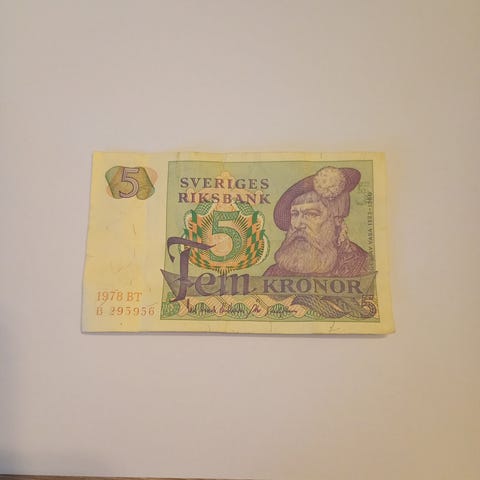 5
SVERIGES
RIKSBANK
5
Fem KRONOR
1978 BT
B 295956
5